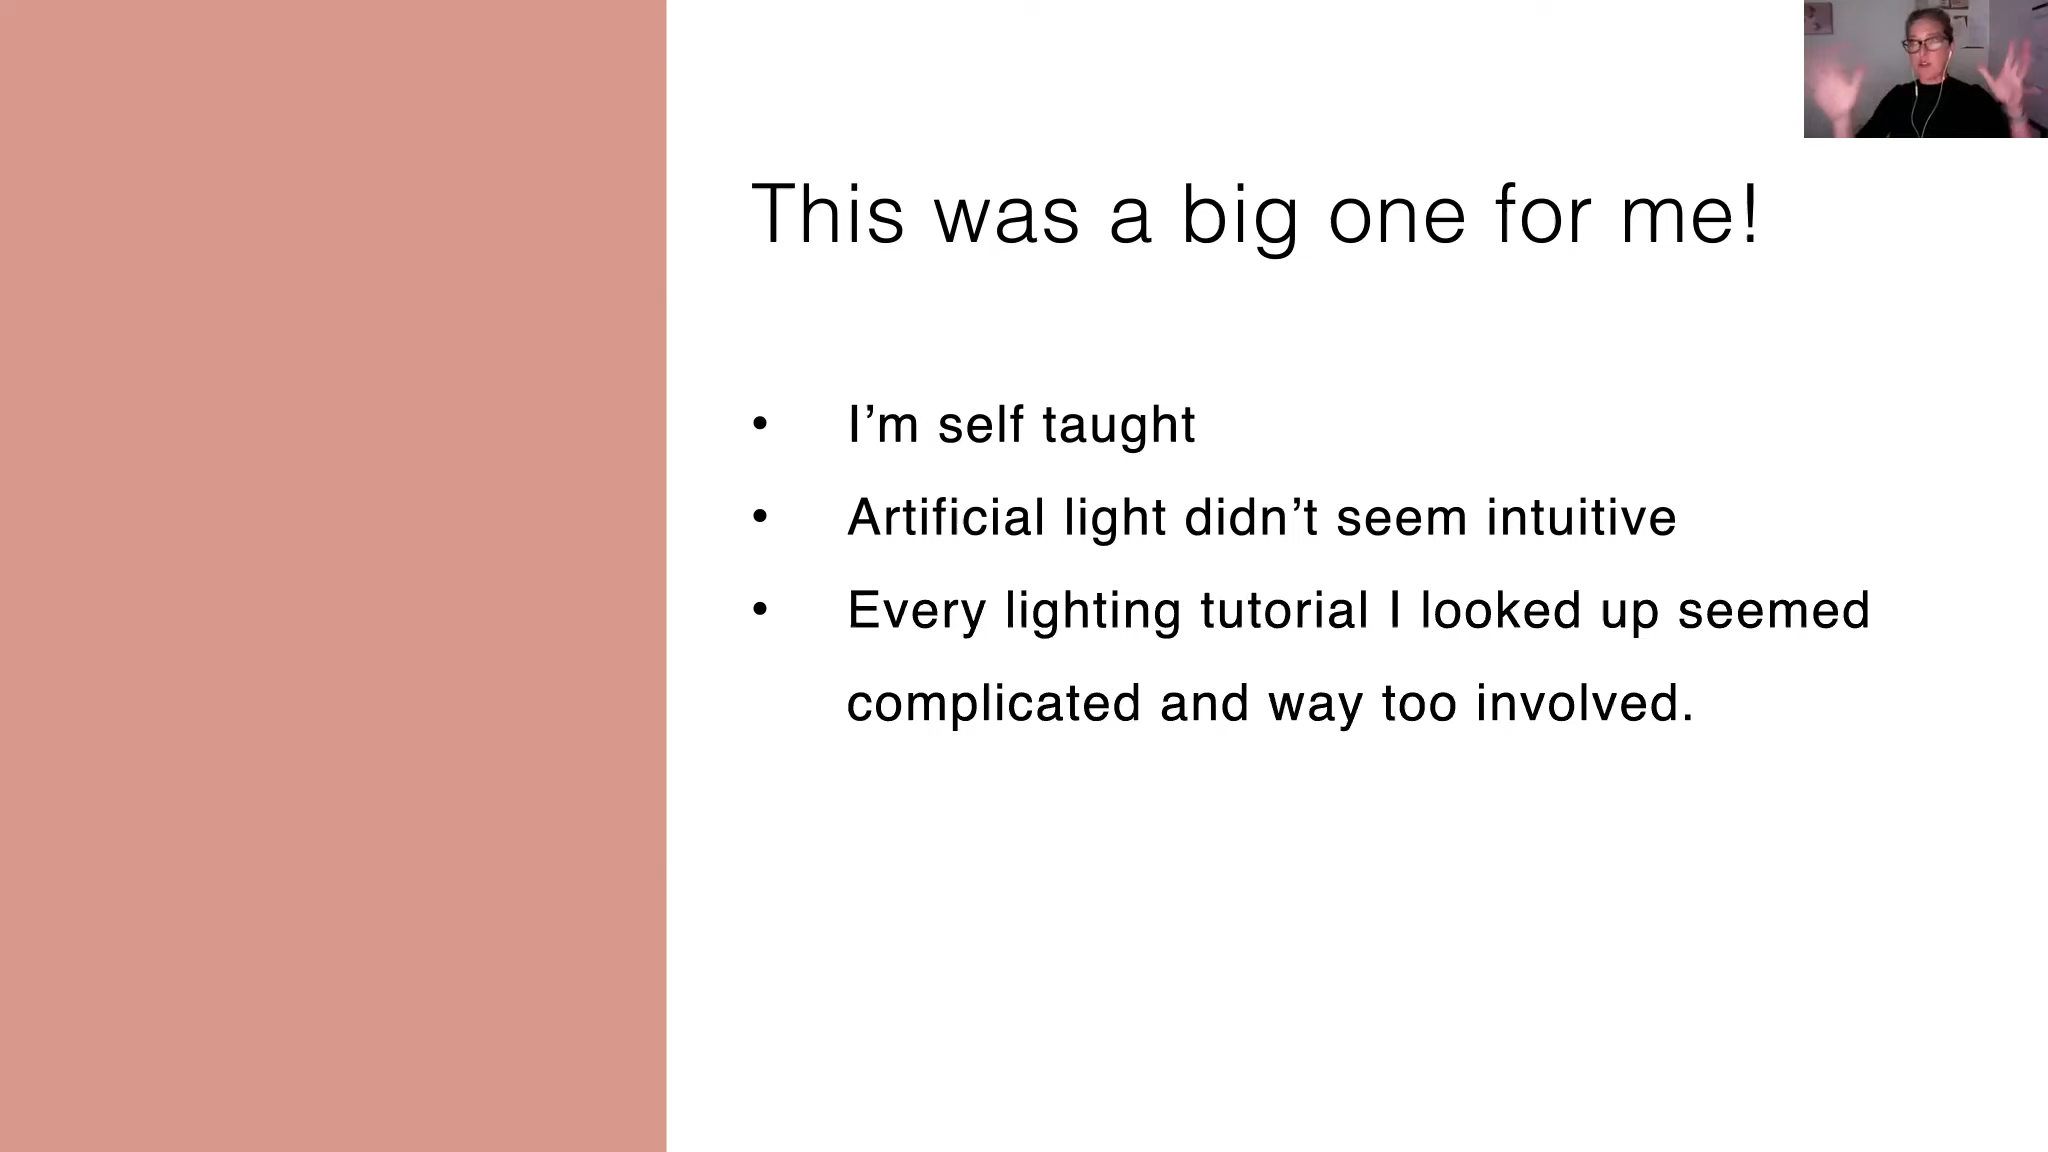 This was a big one for me!
• I’m self taught
• Artificial light didn’t seem intuitive
• Every lighting tutorial I looked up seemed
complicated and way too involved.